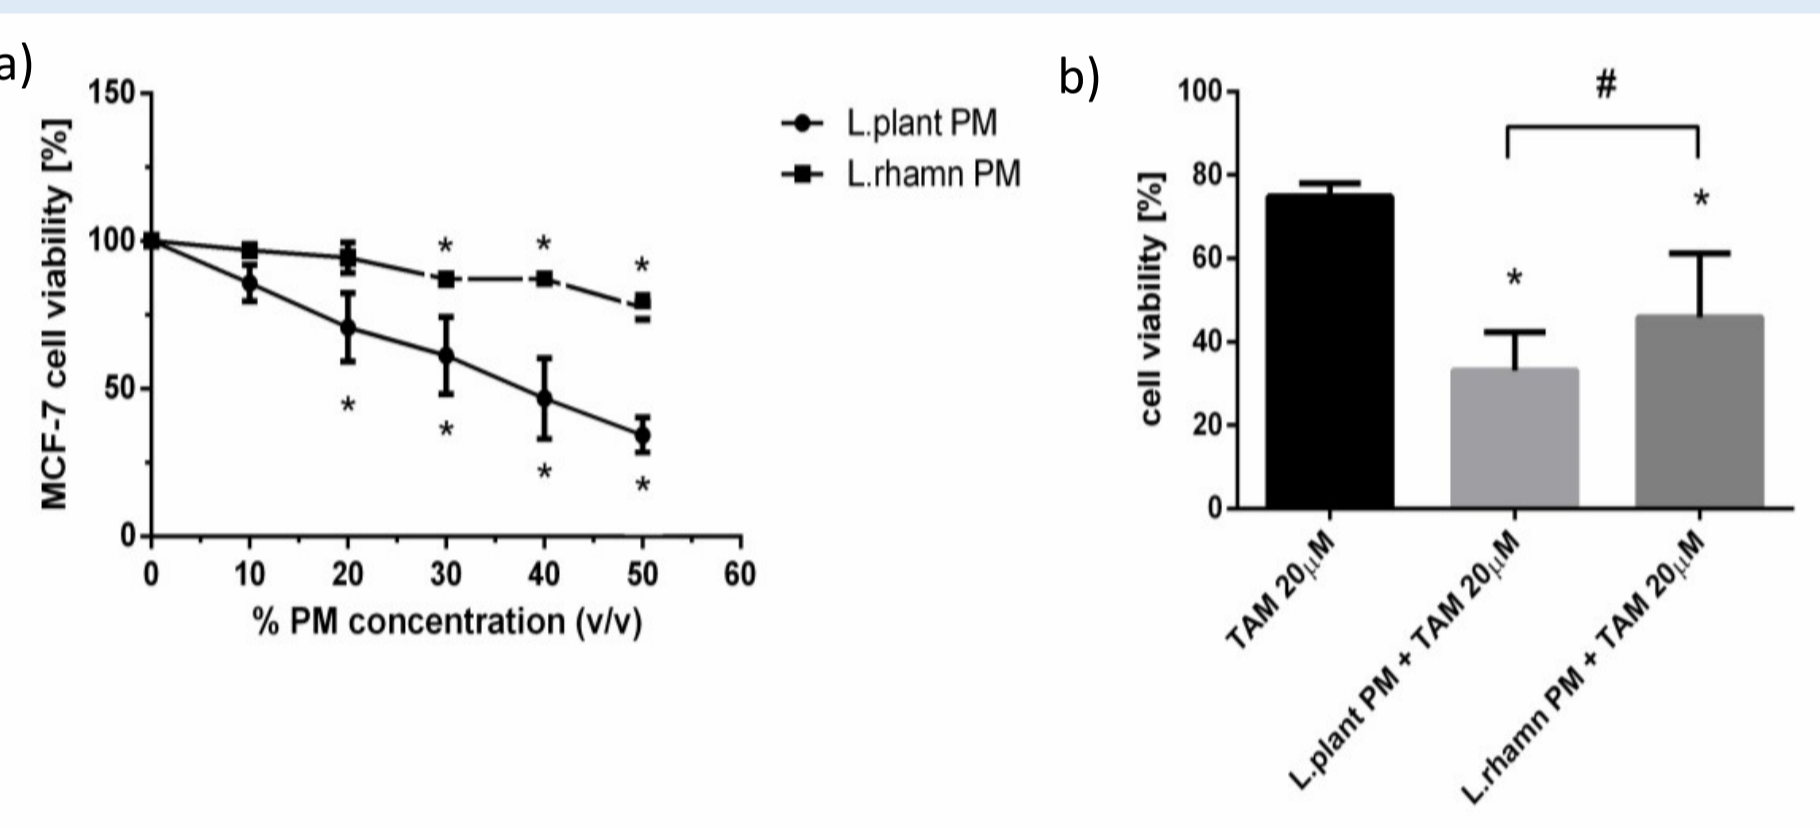 a)
150
100
50
0
MCF-7 cell viability [%]
0 10 20 30 40 50 60
% PM concentration (v/v)
* * *
* * * *
L.plant PM
L.rhamn PM
b)
#
100
80
60
40
20
0
cell viability [%]
* *
TAM 20μM
L.plant PM + TAM 20μM
L.rhamn PM + TAM 20μM